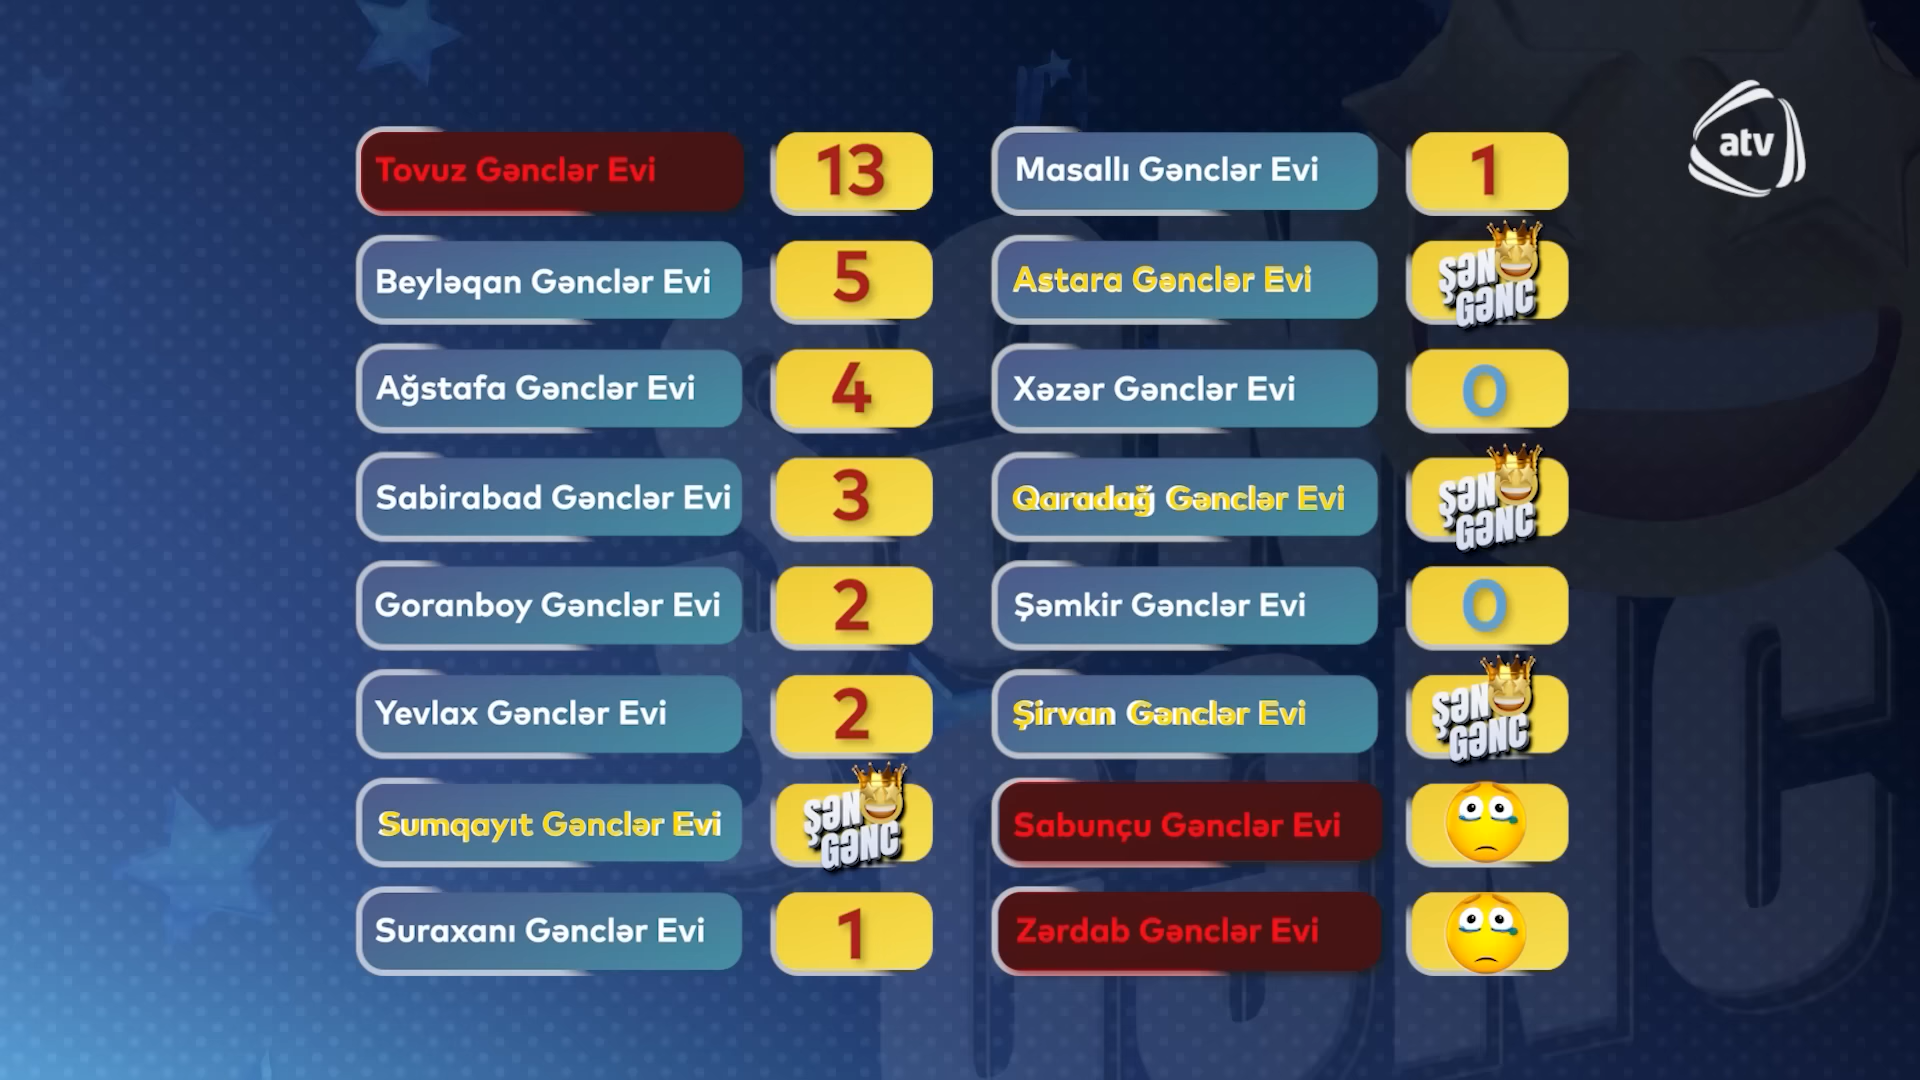 Tovuz Gənclər Evi 13
Beyləqan Gənclər Evi 5
Ağstafa Gənclər Evi 4
Sabirabad Gənclər Evi 3
Goranboy Gənclər Evi 2
Yevlax Gənclər Evi 2
Sumqayıt Gənclər Evi ŞƏN GƏNC
Suraxanı Gənclər Evi 1
Masallı Gənclər Evi 1
Astara Gənclər Evi ŞƏN GƏNC
Xəzər Gənclər Evi 0
Qaradağ Gənclər Evi ŞƏN GƏNC
Şəmkir Gənclər Evi 0
Şirvan Gənclər Evi ŞƏN GƏNC
Sabunçu Gənclər Evi
Zərdab Gənclər Evi
atv